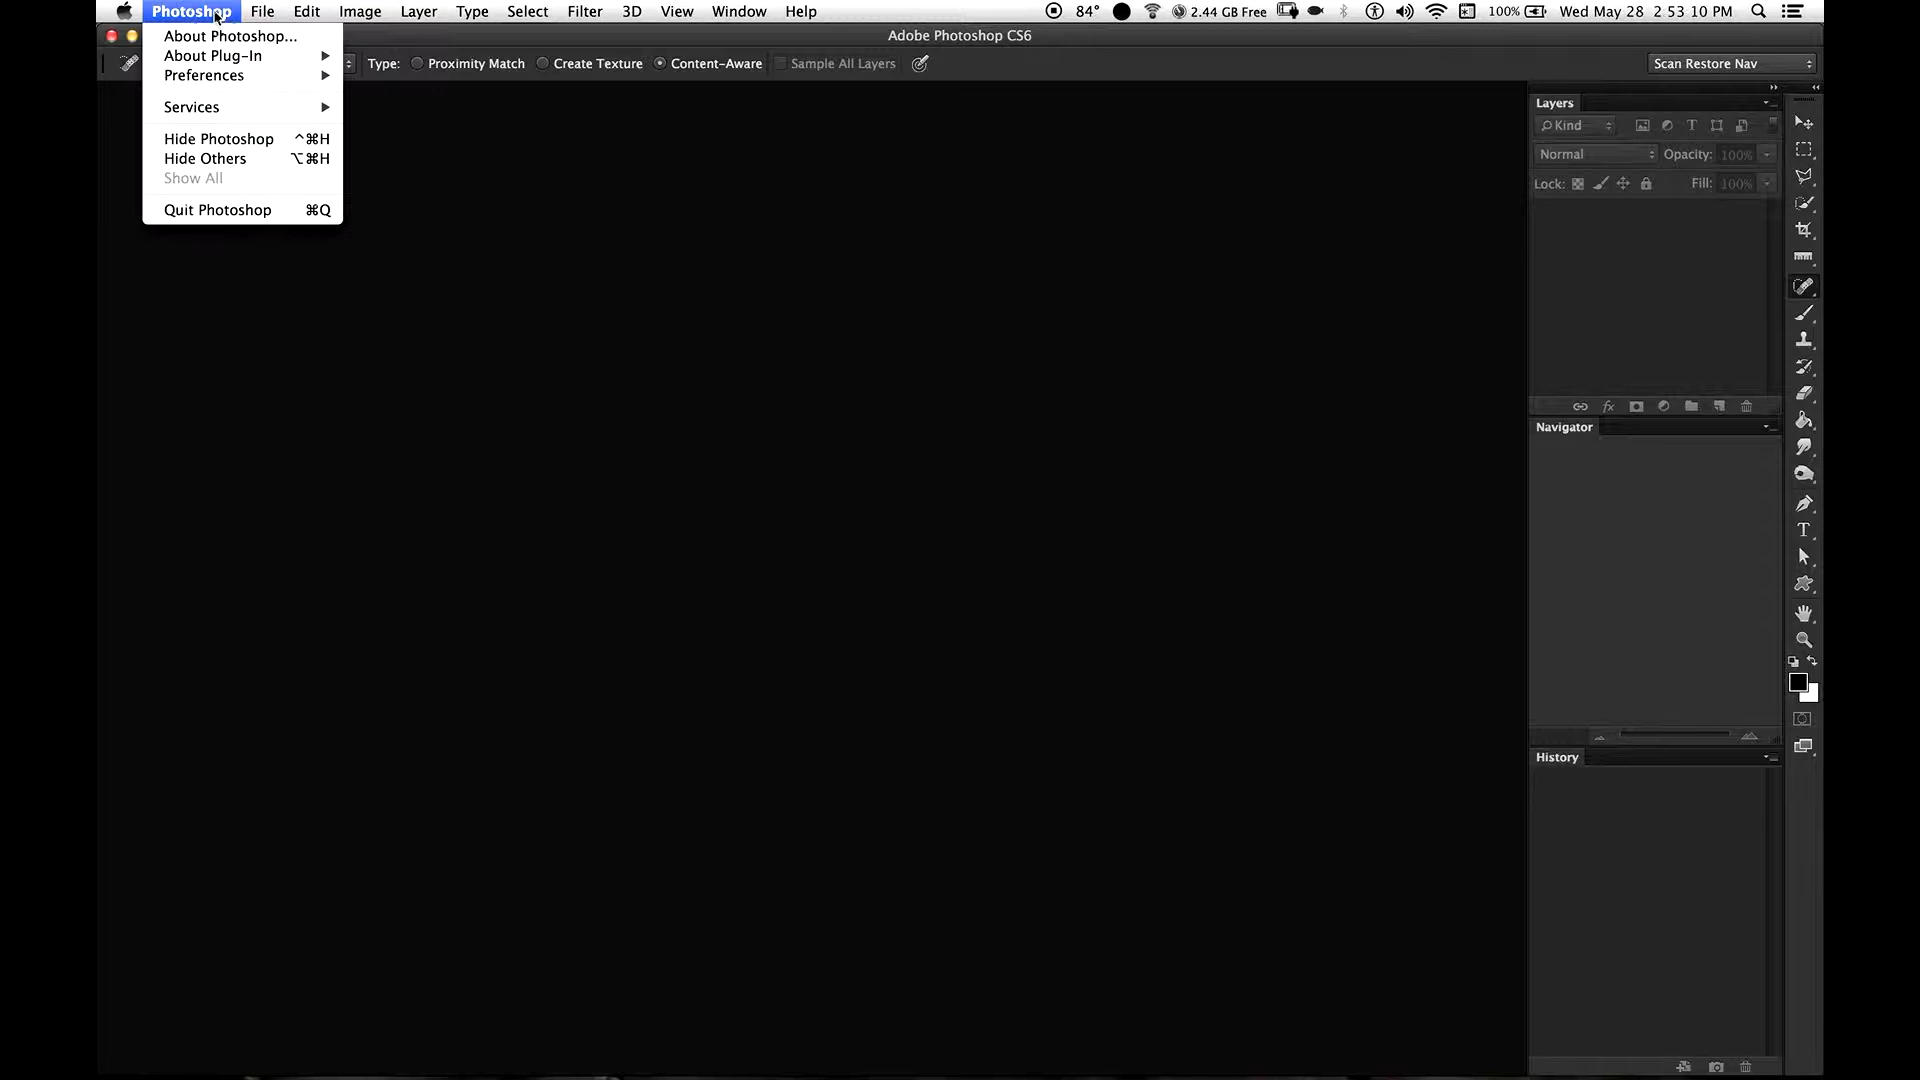 Photoshop File Edit Image Layer Type Select Filter 3D View Window Help 84° 2.44 GB Free 100% Wed May 28 2 53 10 PM
About Photoshop...
About Plug-In
Preferences
Services
Hide Photoshop ^⌘H
Hide Others ⌥⌘H
Show All
Quit Photoshop ⌘Q
Adobe Photoshop CS6
Type: Proximity Match Create Texture Content-Aware Sample All Layers Scan Restore Nav
Layers
Kind
Normal Opacity: 100%
Lock: Fill: 100%
fx
Navigator
T
History